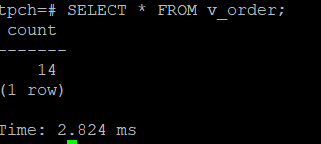 tpch=# SELECT * FROM v_order;
count
-------
14
(1 row)
Time: 2.824 ms